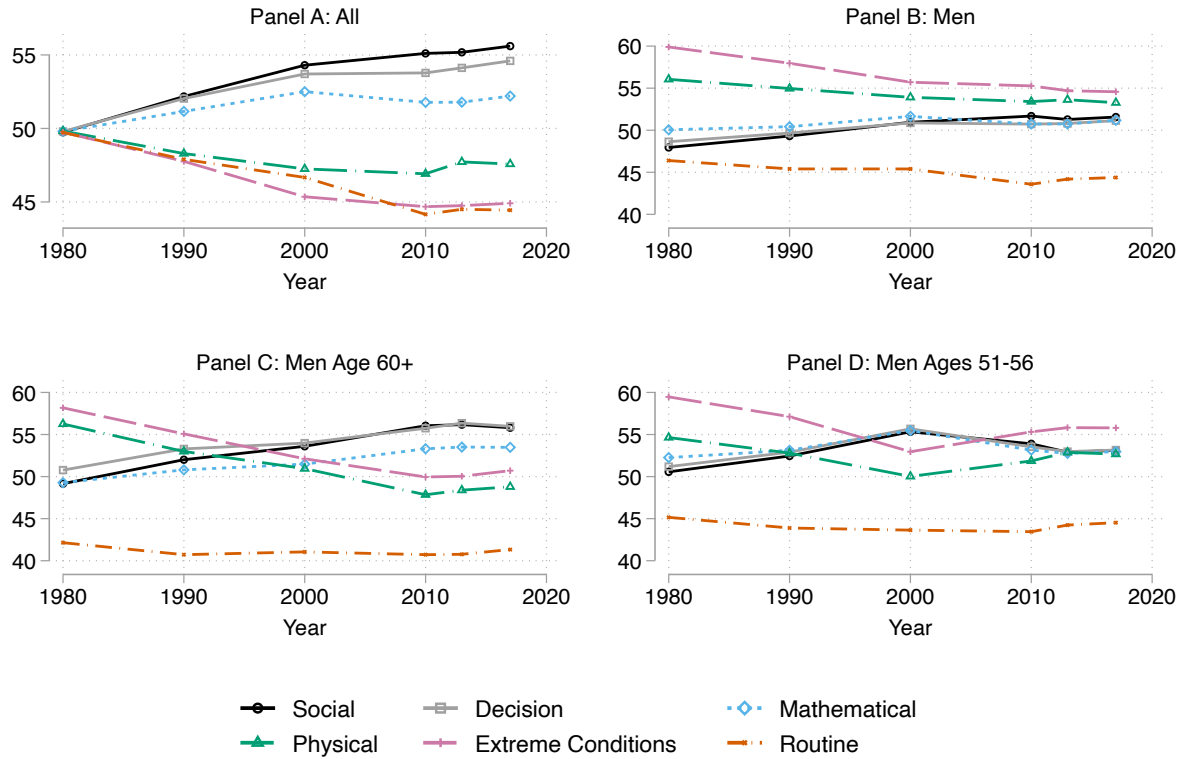 Panel A: All
55
50
45
1980 1990 2000 2010 2020
Year
Panel B: Men
60
55
50
45
40
1980 1990 2000 2010 2020
Year
Panel C: Men Age 60+
60
55
50
45
40
1980 1990 2000 2010 2020
Year
Panel D: Men Ages 51-56
60
55
50
45
40
1980 1990 2000 2010 2020
Year
Social Decision Mathematical
Physical Extreme Conditions Routine